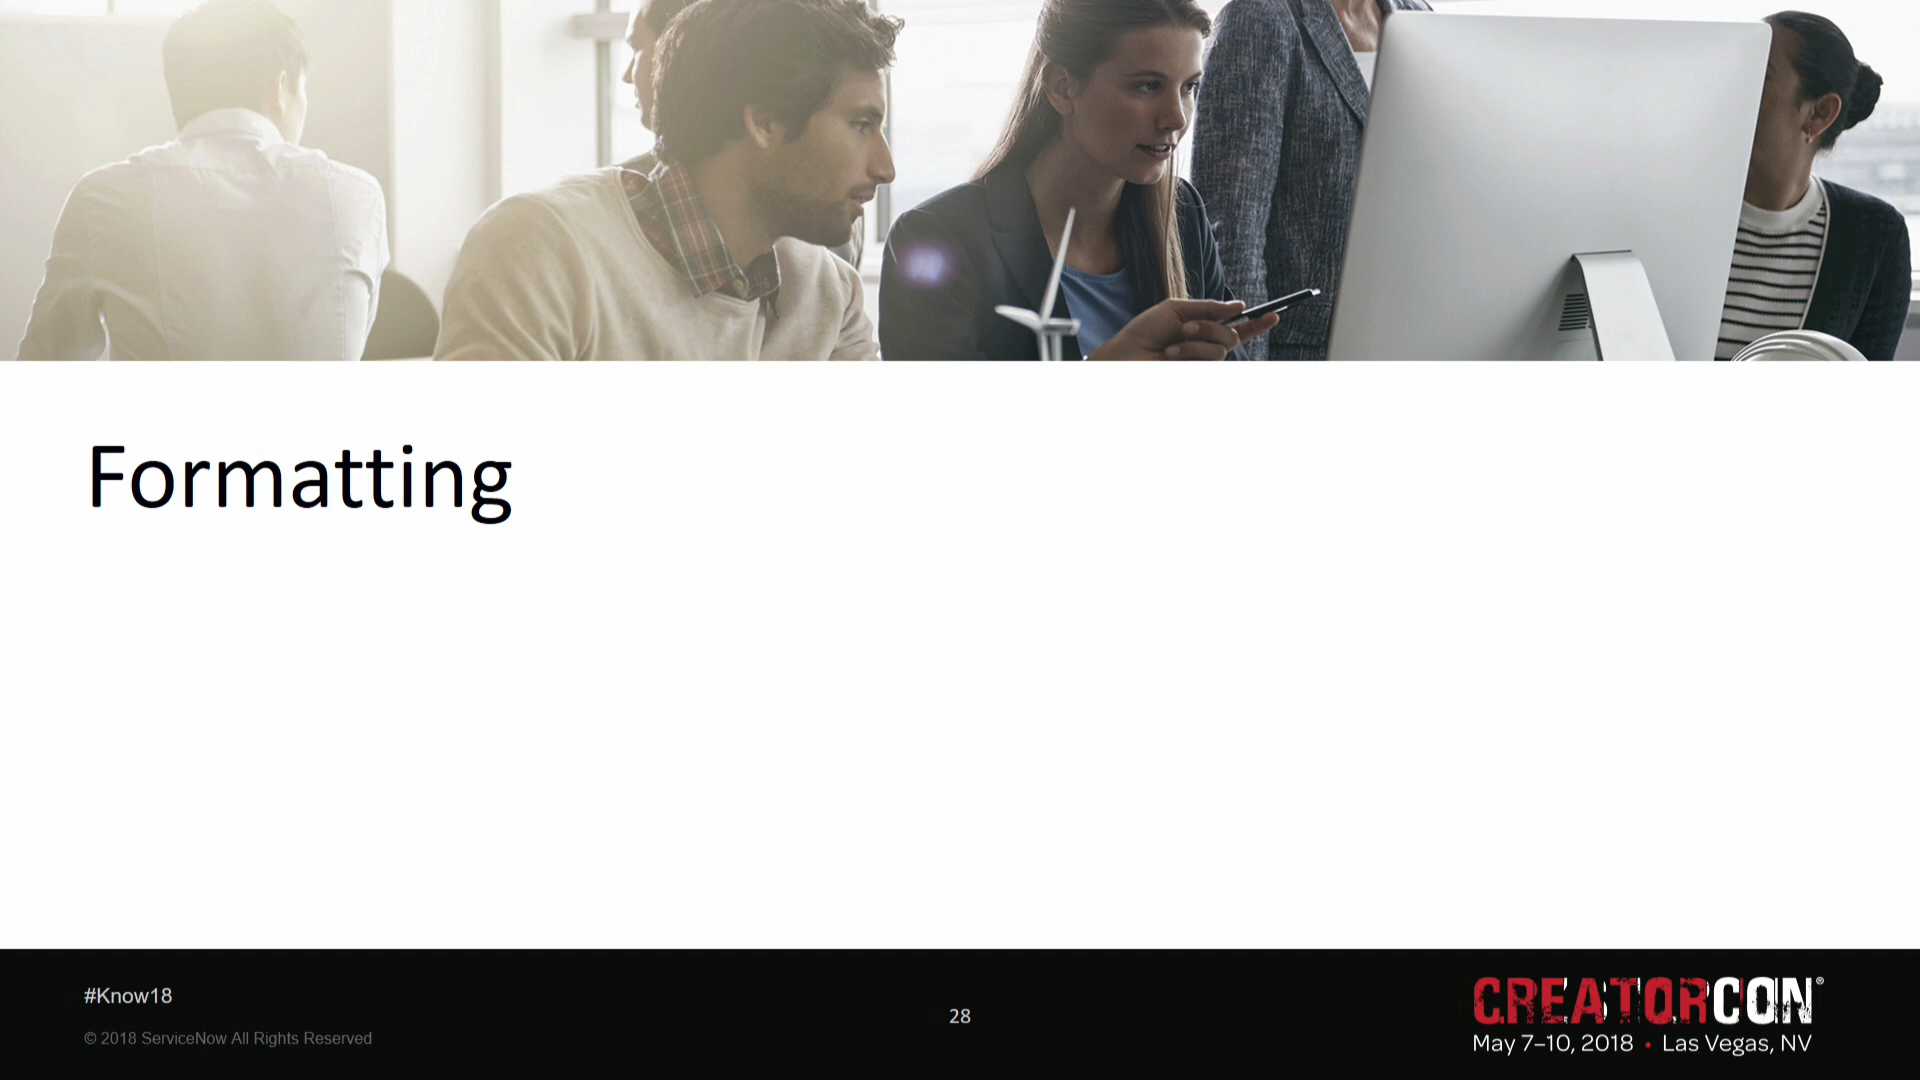 Formatting
#Know18
© 2018 ServiceNow All Rights Reserved
28
CREATORCON®
May 7–10, 2018 • Las Vegas, NV